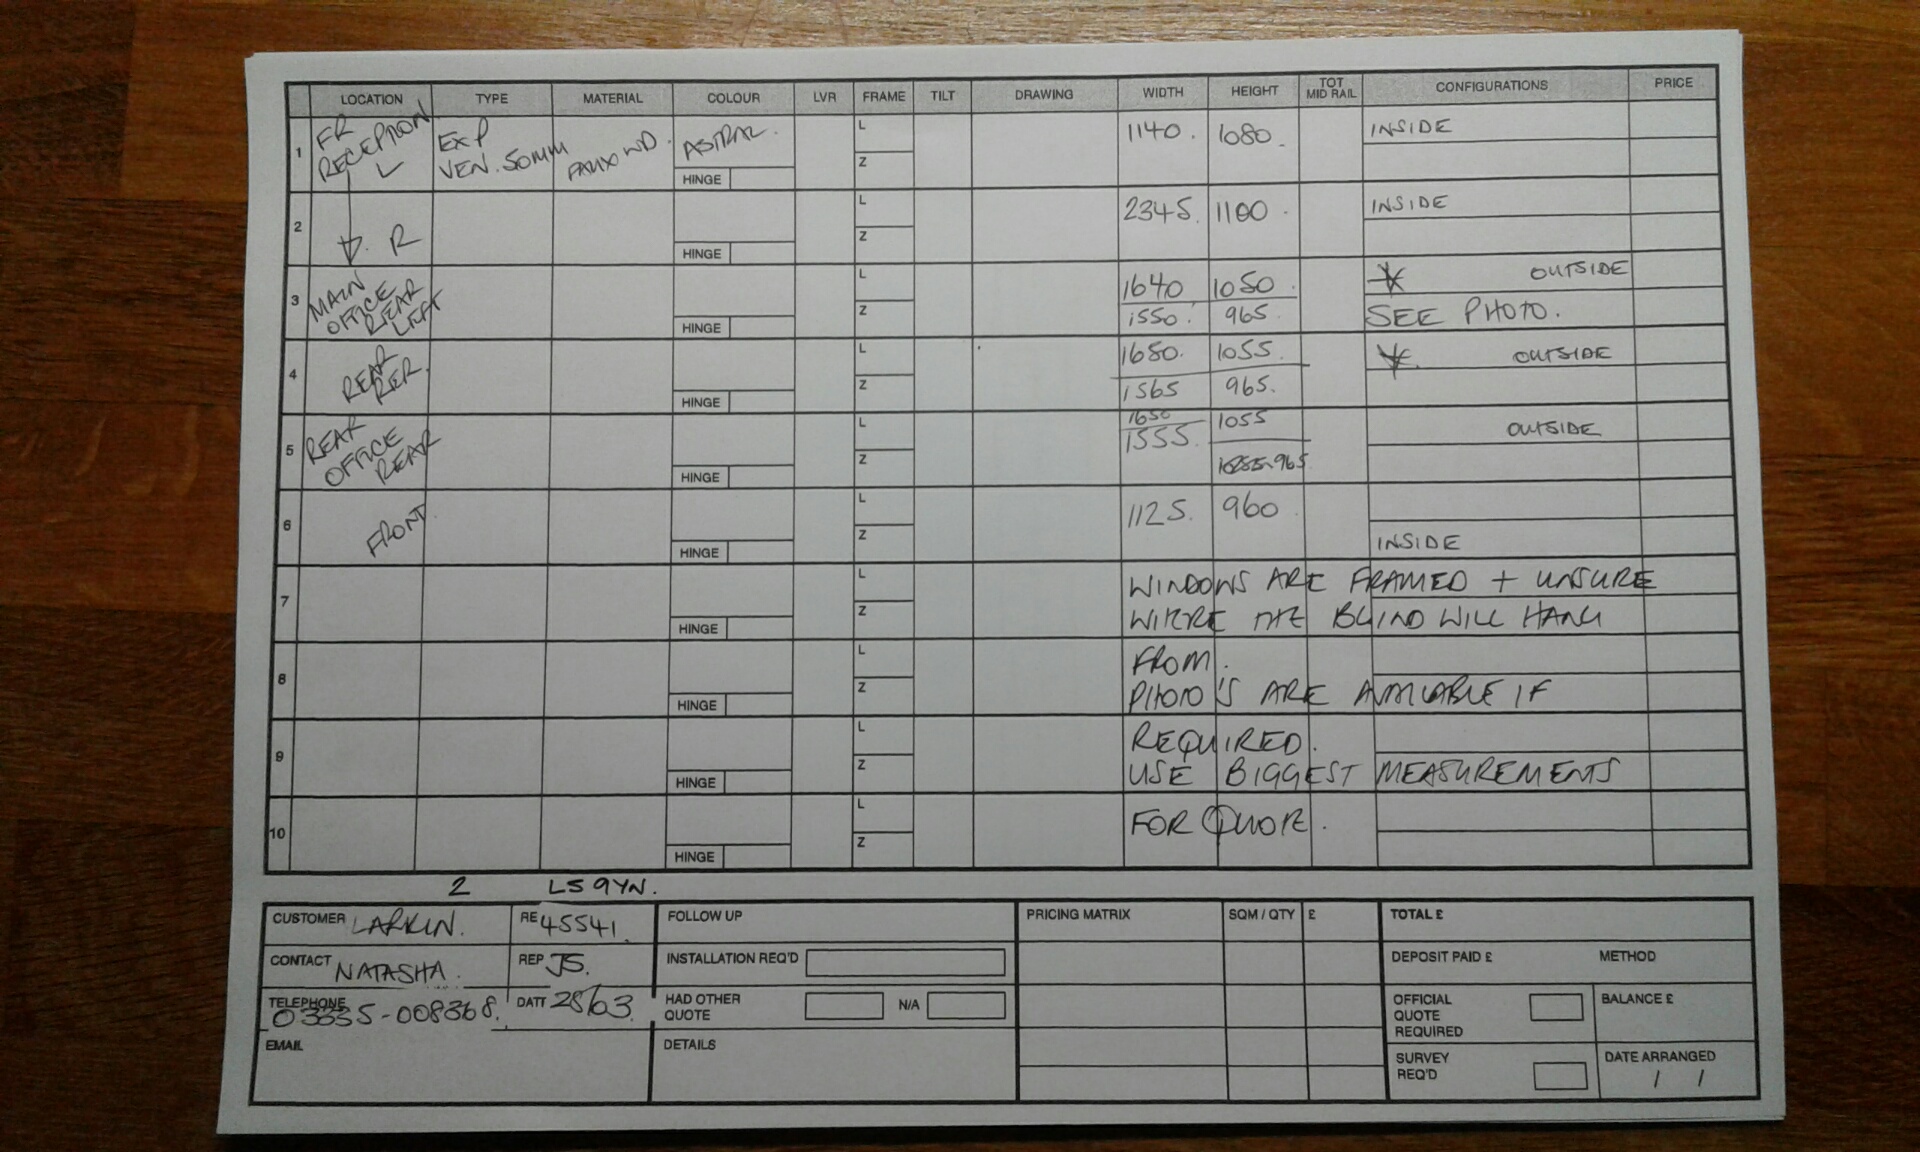 LOCATION TYPE MATERIAL COLOUR LVR FRAME TILT DRAWING WIDTH HEIGHT TOT MID RAIL CONFIGURATIONS PRICE
1 FR RECEPTION L EXP VEN. 50MM FAUXWD. ASTRAL. HINGE L Z 1140. 1080. INSIDE
2 R HINGE L Z 2345. 1100. INSIDE
3 MAIN OFFICE REAR LEFT HINGE L Z 1640 1050. OUTSIDE
1550. 965. SEE PHOTO.
4 REAR HINGE L Z 1650. 1055. OUTSIDE
1565 965.
5 REAR OFFICE REAR HINGE L Z 1650 1055 OUTSIDE
1555. 965
6 FRONT. HINGE L Z 1125. 960
INSIDE
7 HINGE L Z WINDOWS ARE FRAMED + UNSURE
WHERE THE BLIND WILL HANG
8 HINGE L Z FROM.
PHOTO'S ARE AVAILABLE IF
9 HINGE L Z REQUIRED.
USE BIGGEST MEASUREMENTS
10 HINGE L Z FOR QUOTE.
2 LS9YN.
CUSTOMER LARKIN. RE 45541. FOLLOW UP PRICING MATRIX SQM / QTY £ TOTAL £
CONTACT NATASHA. REP JS. INSTALLATION REQ'D DEPOSIT PAID £ METHOD
TELEPHONE 03335-008368. 28/03. HAD OTHER QUOTE N/A OFFICIAL QUOTE REQUIRED BALANCE £
EMAIL DETAILS SURVEY REQ'D DATE ARRANGED
/ /